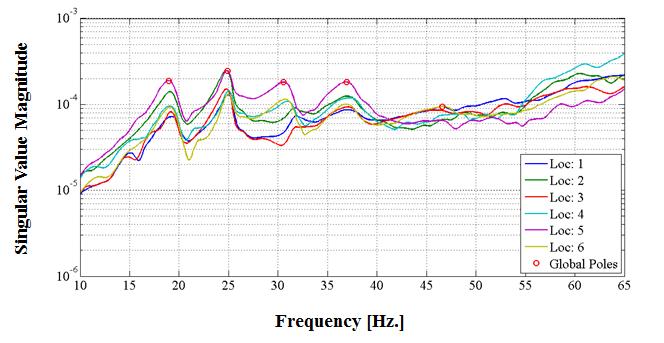 10^-3
10^-4
10^-5
10^-6
Singular Value Magnitude
10 15 20 25 30 35 40 45 50 55 60 65
Frequency [Hz.]
Loc: 1
Loc: 2
Loc: 3
Loc: 4
Loc: 5
Loc: 6
Global Poles